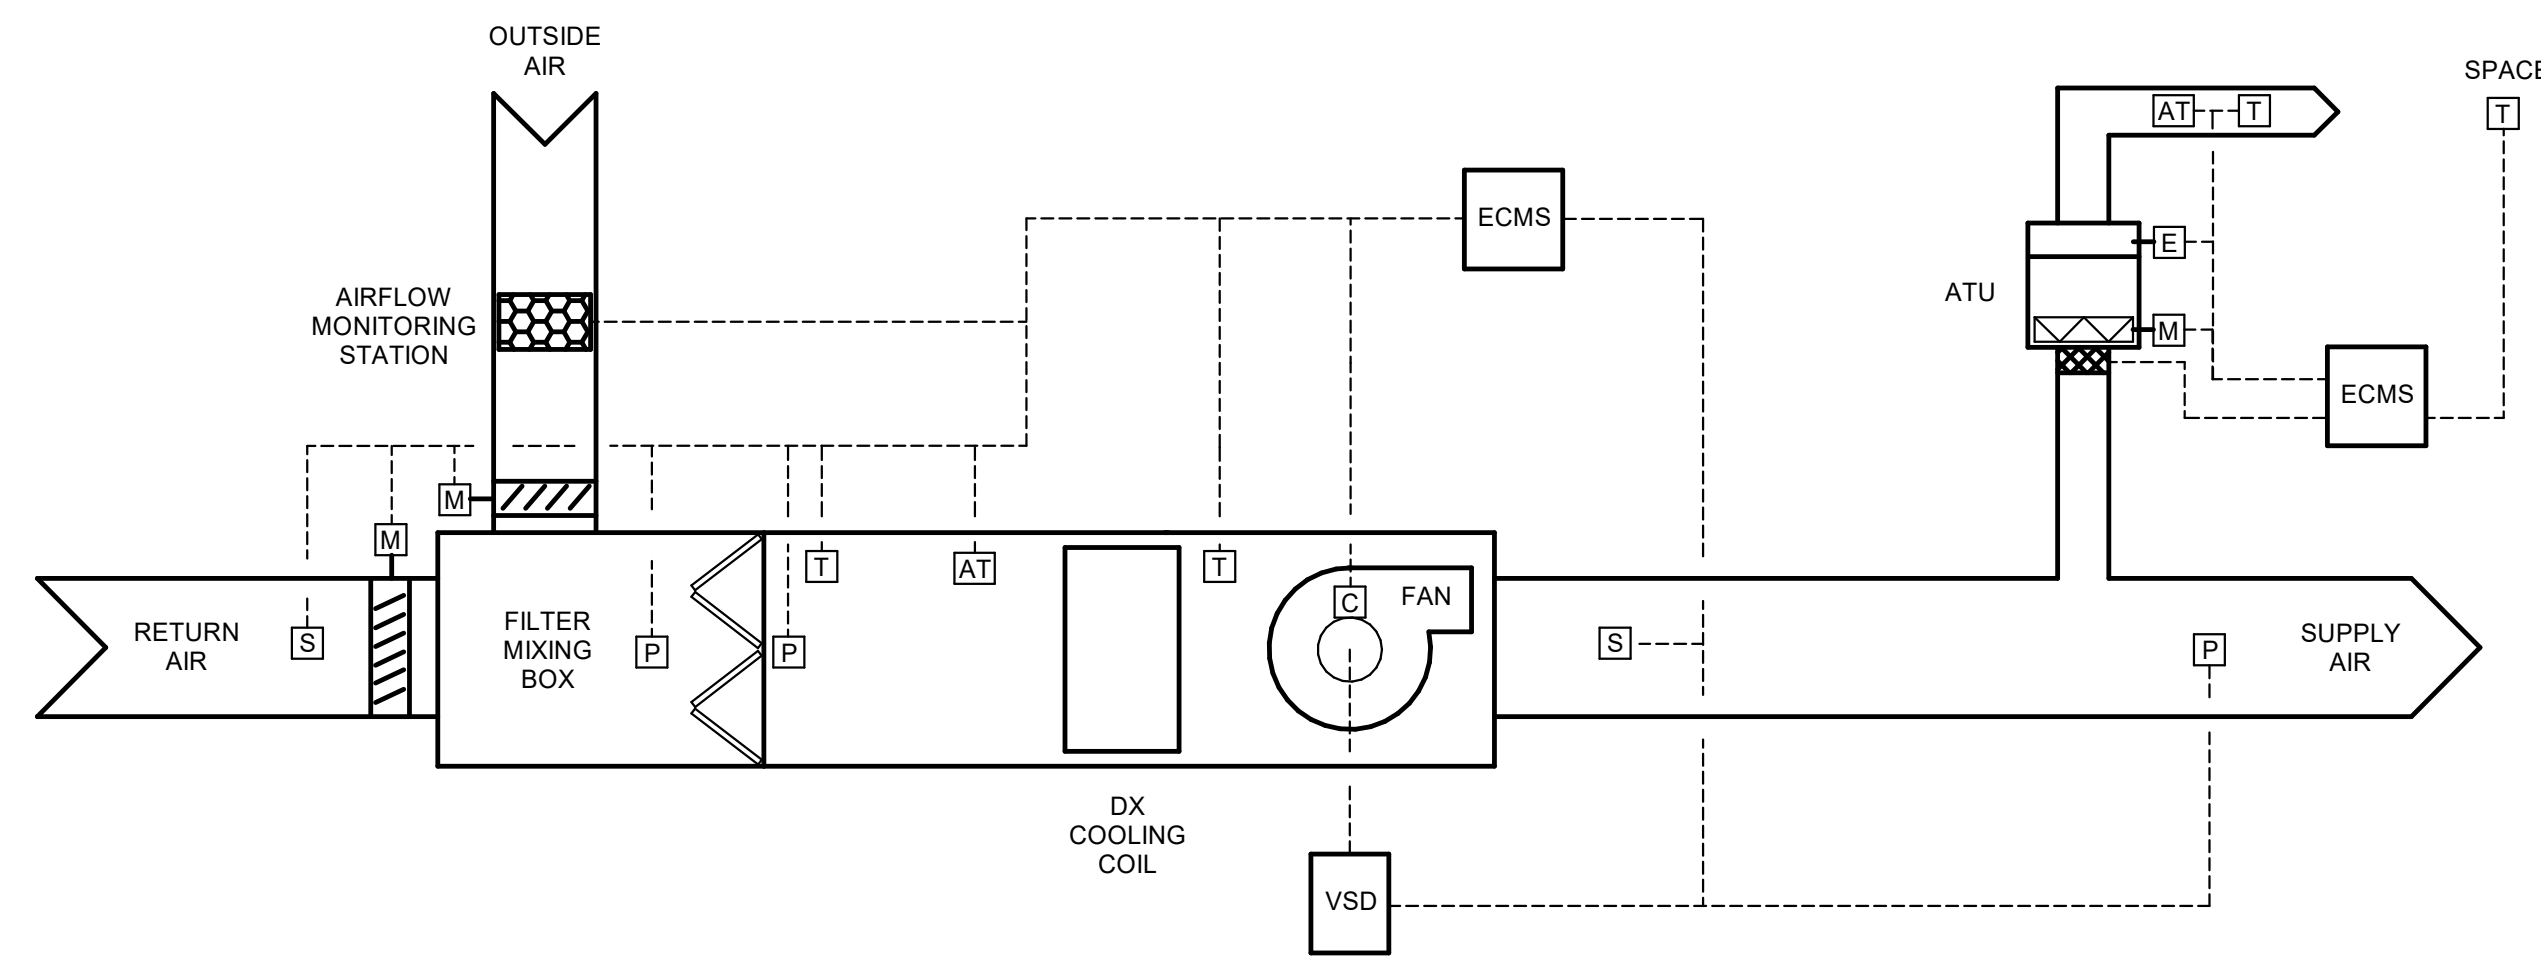 OUTSIDE
AIR
SPACE
AT
T
T
ECMS
E
ATU
AIRFLOW
MONITORING
STATION
M
ECMS
M
M
T
AT
T
C
FAN
FILTER
MIXING
BOX
RETURN
AIR
S
P
P
S
P
SUPPLY
AIR
DX
COOLING
COIL
VSD